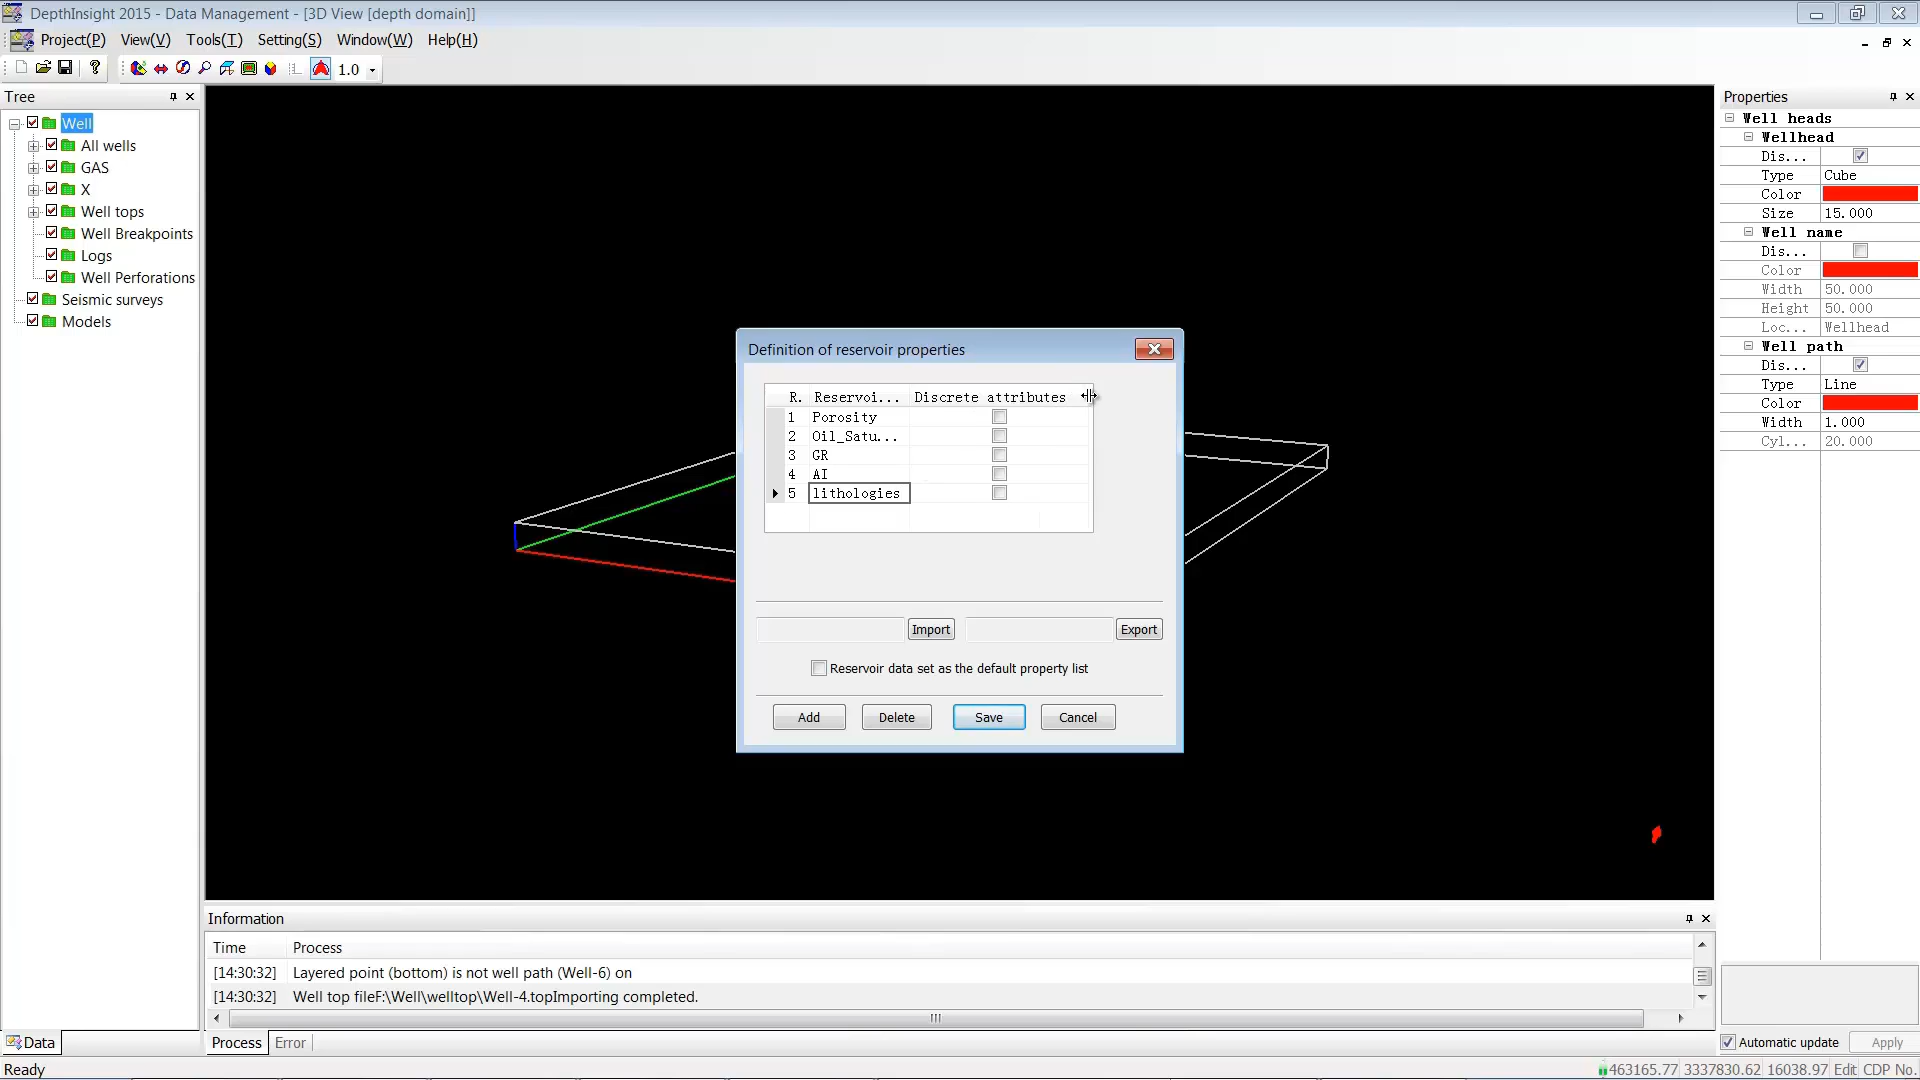 DepthInsight 2015 - Data Management - [3D View [depth domain]]
Project(P) View(V) Tools(T) Setting(S) Window(W) Help(H)
1.0
Tree
Well
All wells
GAS
X
Well tops
Well Breakpoints
Logs
Well Perforations
Seismic surveys
Models
Data
Definition of reservoir properties
R. Reservoi... Discrete attributes
1 Porosity
2 Oil_Satu...
3 GR
4 AI
5 lithologies
Import Export
Reservoir data set as the default property list
Add Delete Save Cancel
Properties
Well heads
Wellhead
Dis...
Type Cube
Color
Size 15.000
Well name
Dis...
Color
Width 50.000
Height 50.000
Loc... Wellhead
Well path
Dis...
Type Line
Color
Width 1.000
Cyl... 20.000
Automatic update Apply
Information
Time Process
[14:30:32] Layered point (bottom) is not well path (Well-6) on
[14:30:32] Well top fileF:\Well\welltop\Well-4.topImporting completed.
Process Error
Ready
463165.77 3337830.62 16038.97 Edit CDP No.